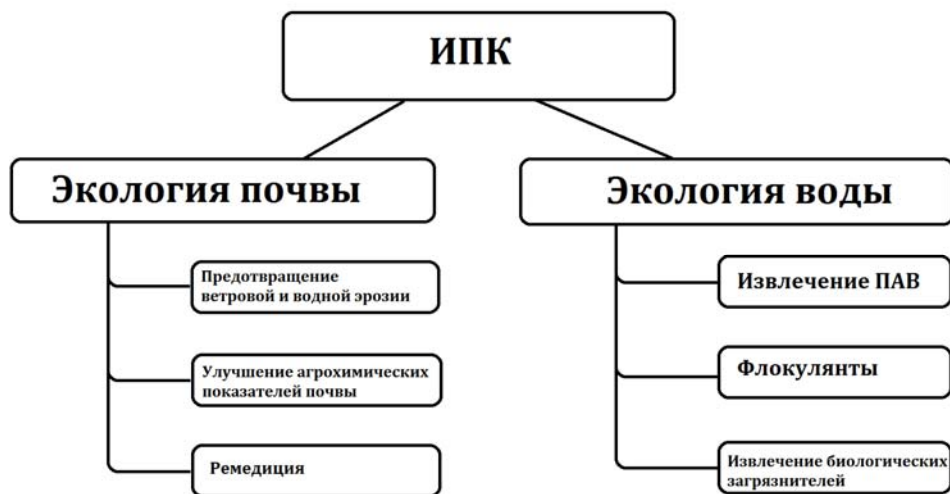 ИПК
Экология почвы
Предотвращение
ветровой и водной эрозии
Улучшение агрохимических
показателей почвы
Ремедиция
Экология воды
Извлечение ПАВ
Флокулянты
Извлечение биологических
загрязнителей